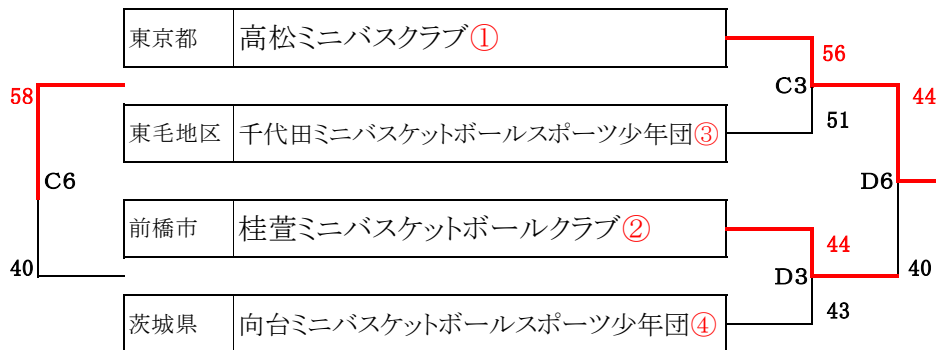 東京都 高松ミニバスクラブ①
56
58 C3 44
東毛地区 千代田ミニバスケットボールスポーツ少年団③ 51
C6 D6
前橋市 桂萱ミニバスケットボールクラブ②
44
40 D3 40
茨城県 向台ミニバスケットボールスポーツ少年団④ 43